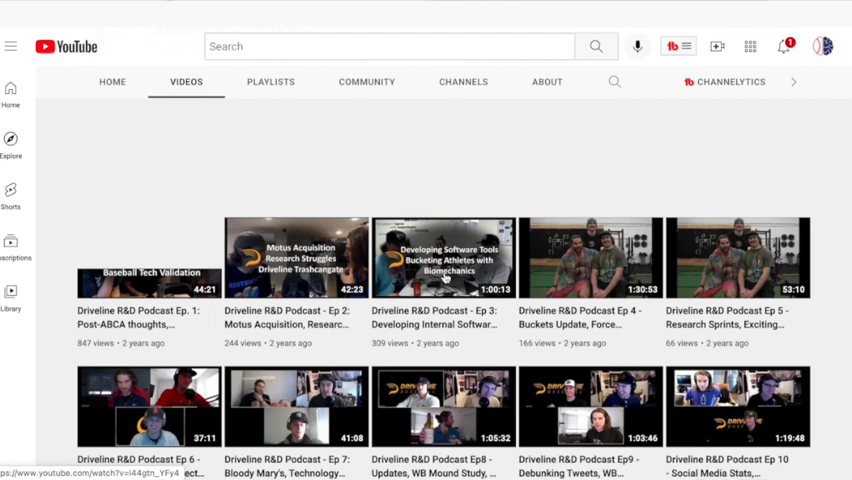 YouTube
Search
1
HOME
VIDEOS
PLAYLISTS
COMMUNITY
CHANNELS
ABOUT
tb CHANNELYTICS
Home
Explore
Shorts
scriptions
Library
Baseball Tech Validation
44:21
Motus Acquisition
Research Struggles
Driveline Trashcangate
42:23
Developing Software Tools
Bucketing Athletes with
Biomechanics
1:00:13
1:30:53
53:10
Driveline R&D Podcast Ep. 1:
Post-ABCA thoughts,...
847 views • 2 years ago
Driveline R&D Podcast - Ep 2:
Motus Acquisition, Researc...
244 views • 2 years ago
Driveline R&D Podcast - Ep 3:
Developing Internal Softwar...
309 views • 2 years ago
Driveline R&D Podcast Ep 4 -
Buckets Update, Force...
166 views • 2 years ago
Driveline R&D Podcast Ep 5 -
Research Sprints, Exciting...
66 views • 2 years ago
37:11
41:08
1:05:32
1:03:46
1:19:48
Driveline R&D Podcast Ep 6 -
ect...
Driveline R&D Podcast - Ep 7:
Bloody Mary's, Technology...
Driveline R&D Podcast Ep8 -
Updates, WB Mound Study, ...
Driveline R&D Podcast - Ep9 -
Debunking Tweets, WB...
Driveline R&D Podcast Ep 10
- Social Media Stats,...
ps://www.youtube.com/watch?v=I44gtn_YFy4